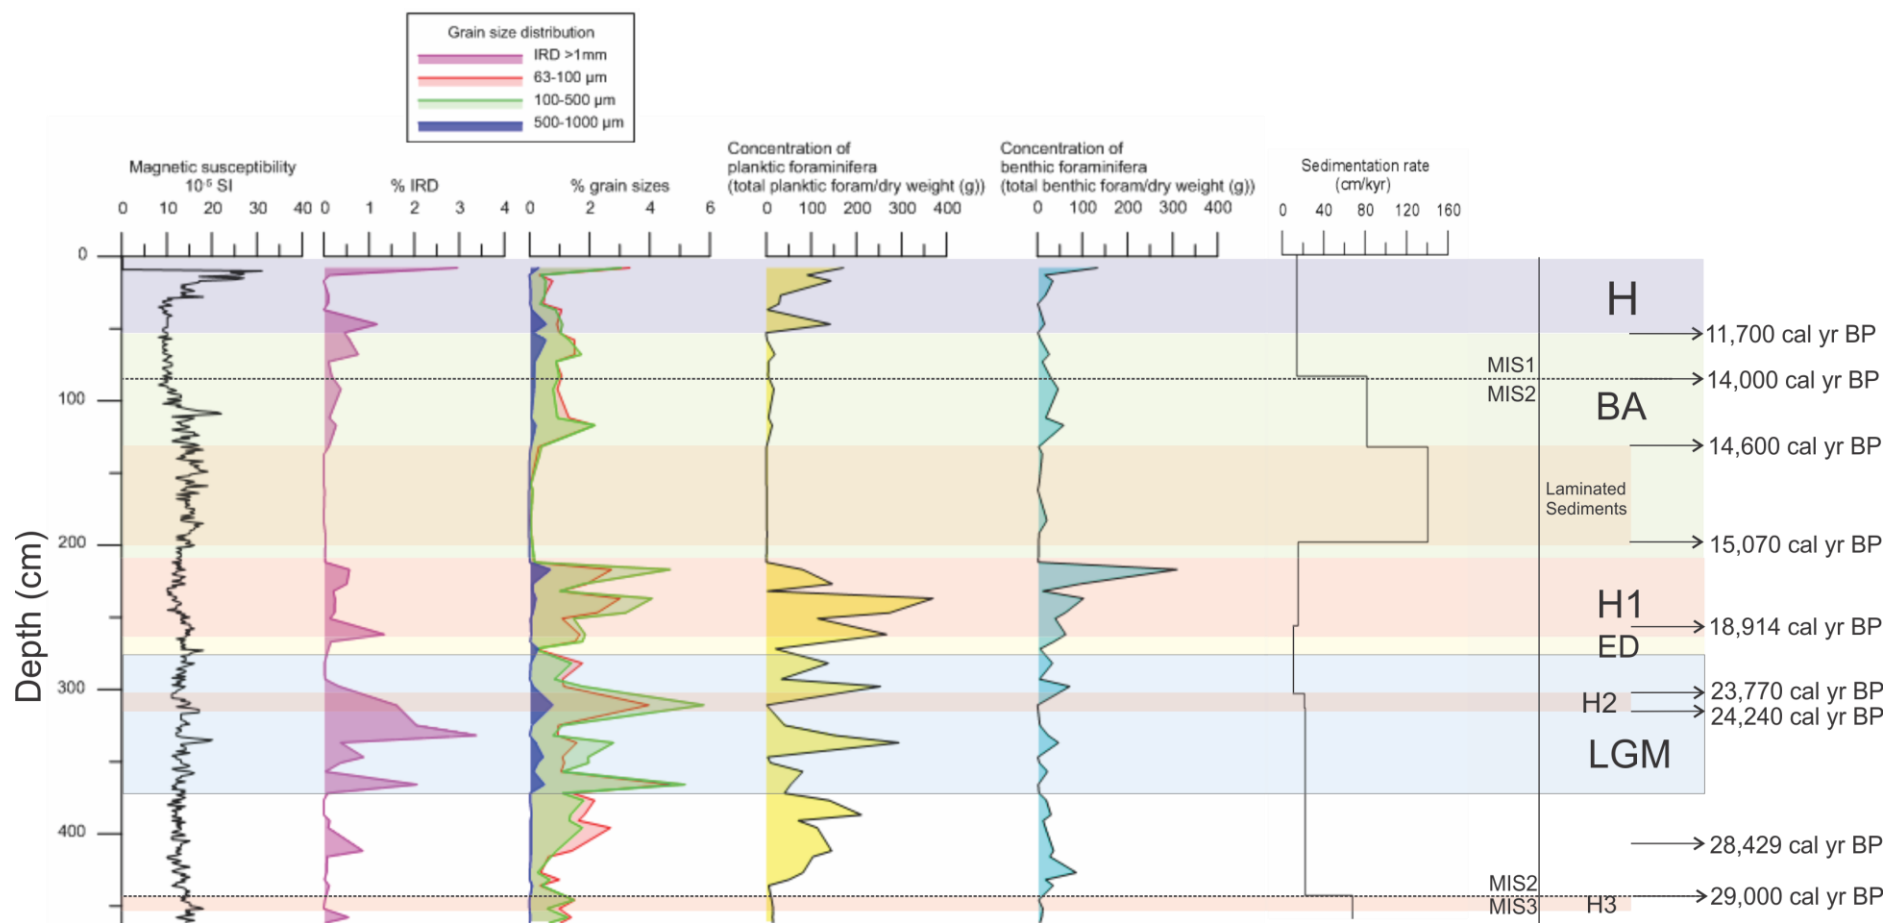 Grain size distribution
IRD >1mm
63-100 µm
100-500 µm
500-1000 µm
Magnetic susceptibility
10⁻⁵ SI
% IRD
% grain sizes
Concentration of
planktic foraminifera
(total planktic foram/dry weight (g))
Concentration of
benthic foraminifera
(total benthic foram/dry weight (g))
Sedimentation rate
(cm/kyr)
0 10 20 30 40
0 1 2 3 4
0 2 4 6
0 100 200 300 400
0 100 200 300 400
0 40 80 120 160
Depth (cm)
0
100
200
300
400
H
11,700 cal yr BP
MIS1
14,000 cal yr BP
MIS2
BA
14,600 cal yr BP
Laminated
Sediments
15,070 cal yr BP
H1
18,914 cal yr BP
ED
23,770 cal yr BP
H2
24,240 cal yr BP
LGM
28,429 cal yr BP
MIS2
29,000 cal yr BP
MIS3
H3